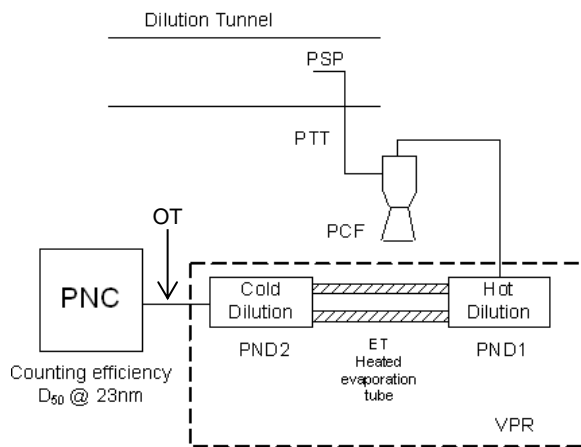 Dilution Tunnel
PSP
PTT
PCF
OT
PNC
Cold
Dilution
Hot
Dilution
PND2
ET
Heated
evaporation
tube
PND1
Counting efficiency
D₅₀ @ 23nm
VPR